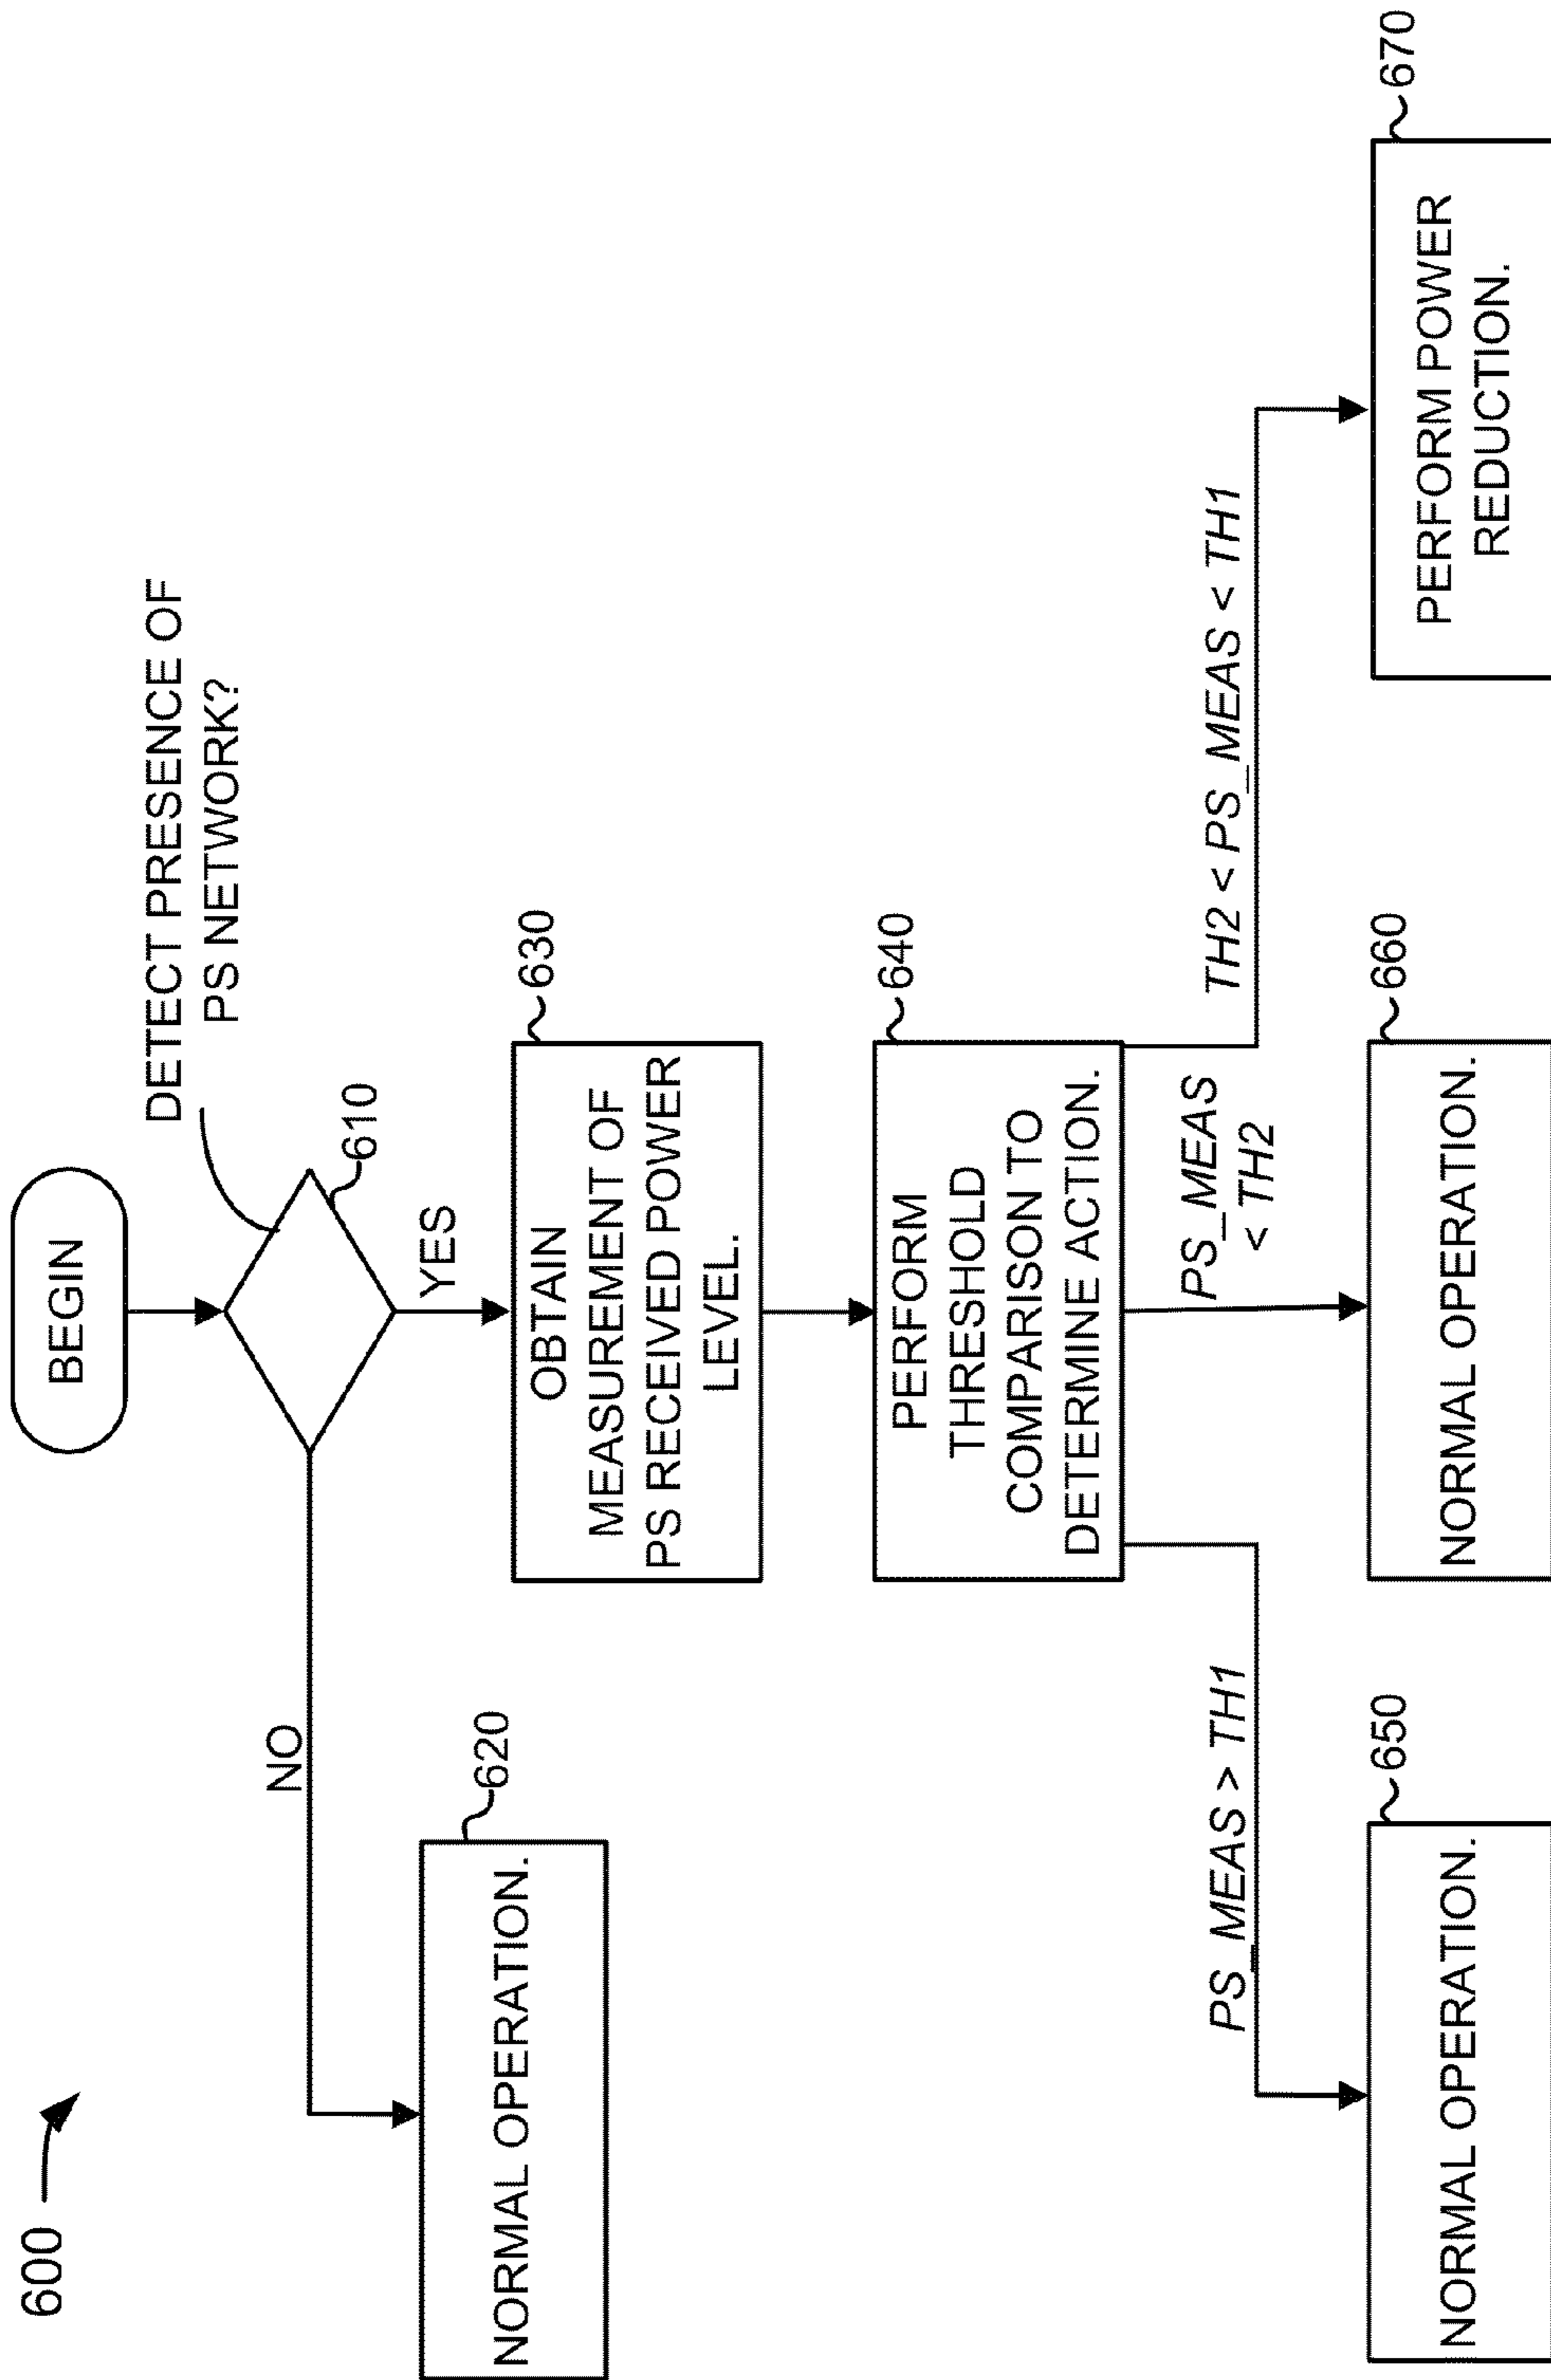 600
BEGIN
DETECT PRESENCE OF
PS NETWORK?
610
NO
YES
620
NORMAL OPERATION.
630
OBTAIN
MEASUREMENT OF
PS RECEIVED POWER
LEVEL.
640
PERFORM
THRESHOLD
COMPARISON TO
DETERMINE ACTION.
PS_MEAS > TH1
PS_MEAS
< TH2
TH2 < PS_MEAS < TH1
650
NORMAL OPERATION.
660
NORMAL OPERATION.
670
PERFORM POWER
REDUCTION.